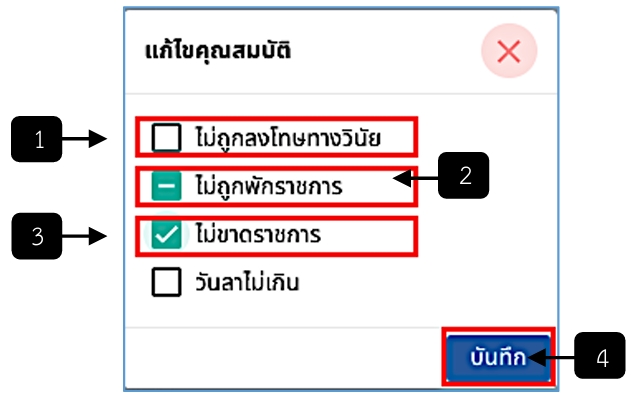 แก้ไขคุณสมบัติ
1
ไม่ถูกลงโทษทางวินัย
ไม่ถูกพักราชการ
2
3
ไม่ขาดราชการ
วันลาไม่เกิน
บันทึก
4